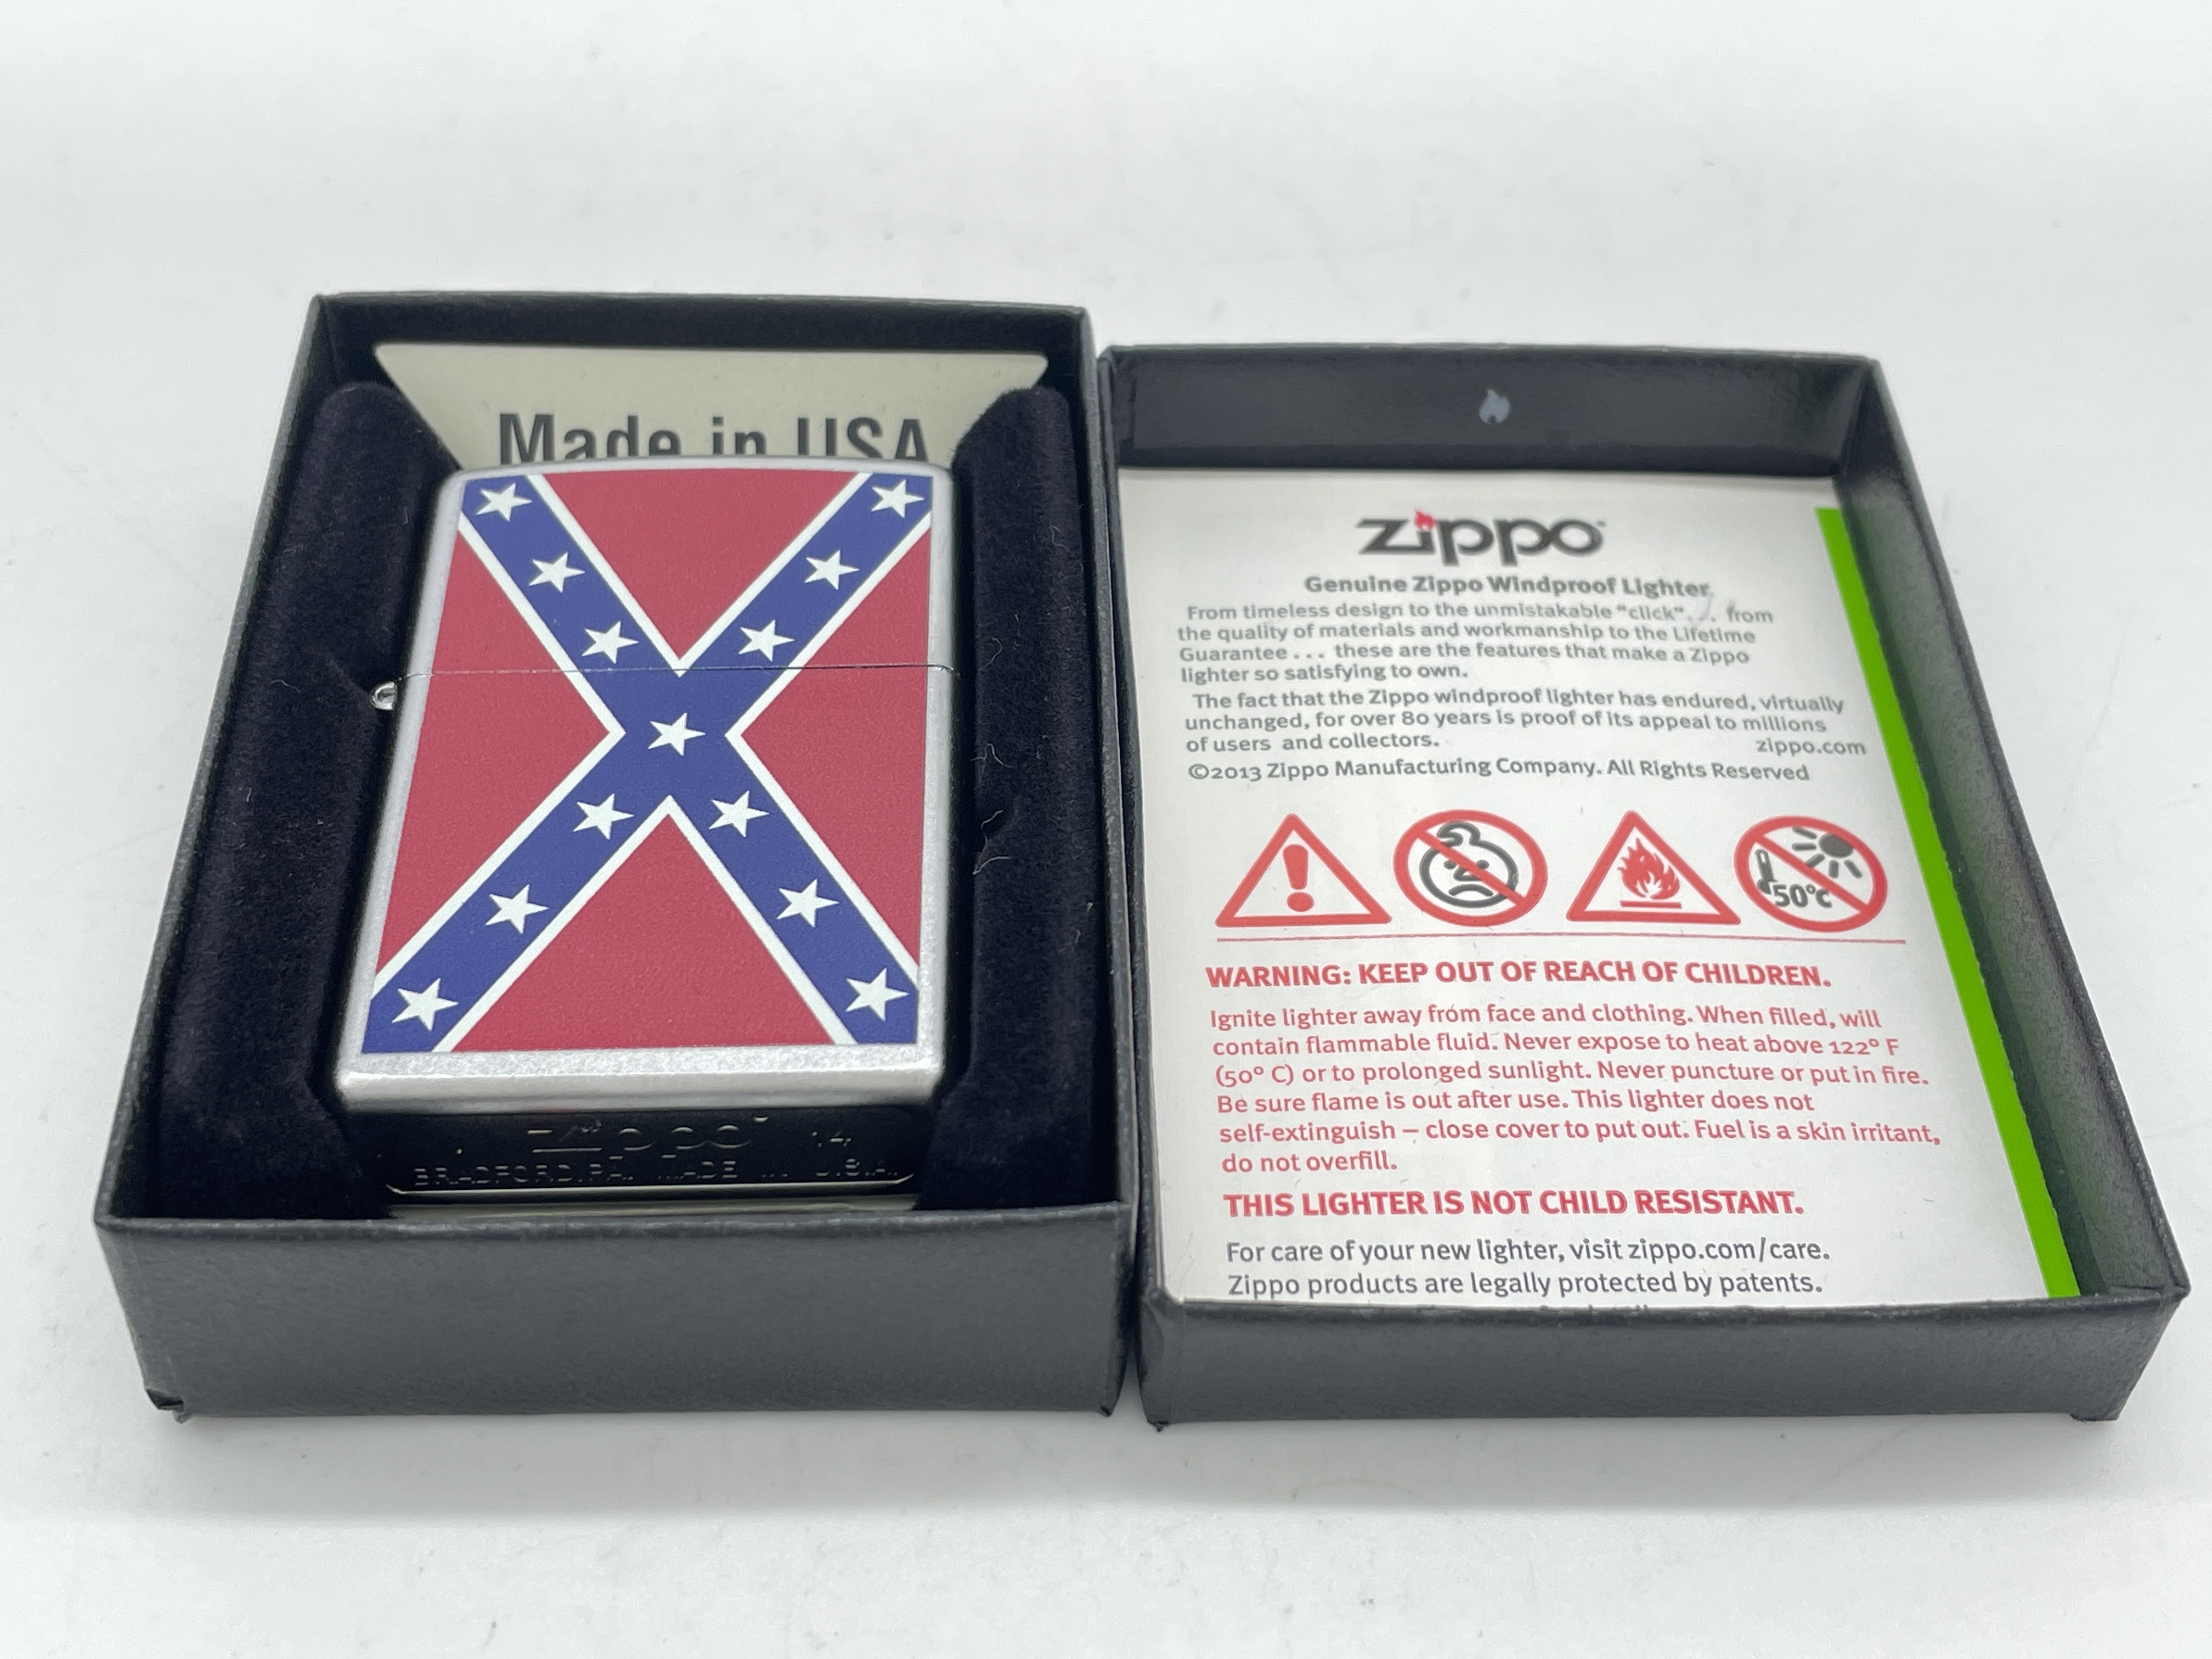 Made in USA
zippo
14
BRADFORD, PA. MADE IN U.S.A.
zippo
Genuine Zippo Windproof Lighter
From timeless design to the unmistakable "click". . . from
the quality of materials and workmanship to the Lifetime
Guarantee . . . these are the features that make a Zippo
lighter so satisfying to own.
The fact that the Zippo windproof lighter has endured, virtually
unchanged, for over 80 years is proof of its appeal to millions
of users and collectors.
zippo.com
©2013 Zippo Manufacturing Company. All Rights Reserved
50°C
WARNING: KEEP OUT OF REACH OF CHILDREN.
Ignite lighter away from face and clothing. When filled, will
contain flammable fluid. Never expose to heat above 122° F
(50° C) or to prolonged sunlight. Never puncture or put in fire.
Be sure flame is out after use. This lighter does not
self-extinguish – close cover to put out. Fuel is a skin irritant,
do not overfill.
THIS LIGHTER IS NOT CHILD RESISTANT.
For care of your new lighter, visit zippo.com/care.
Zippo products are legally protected by patents.